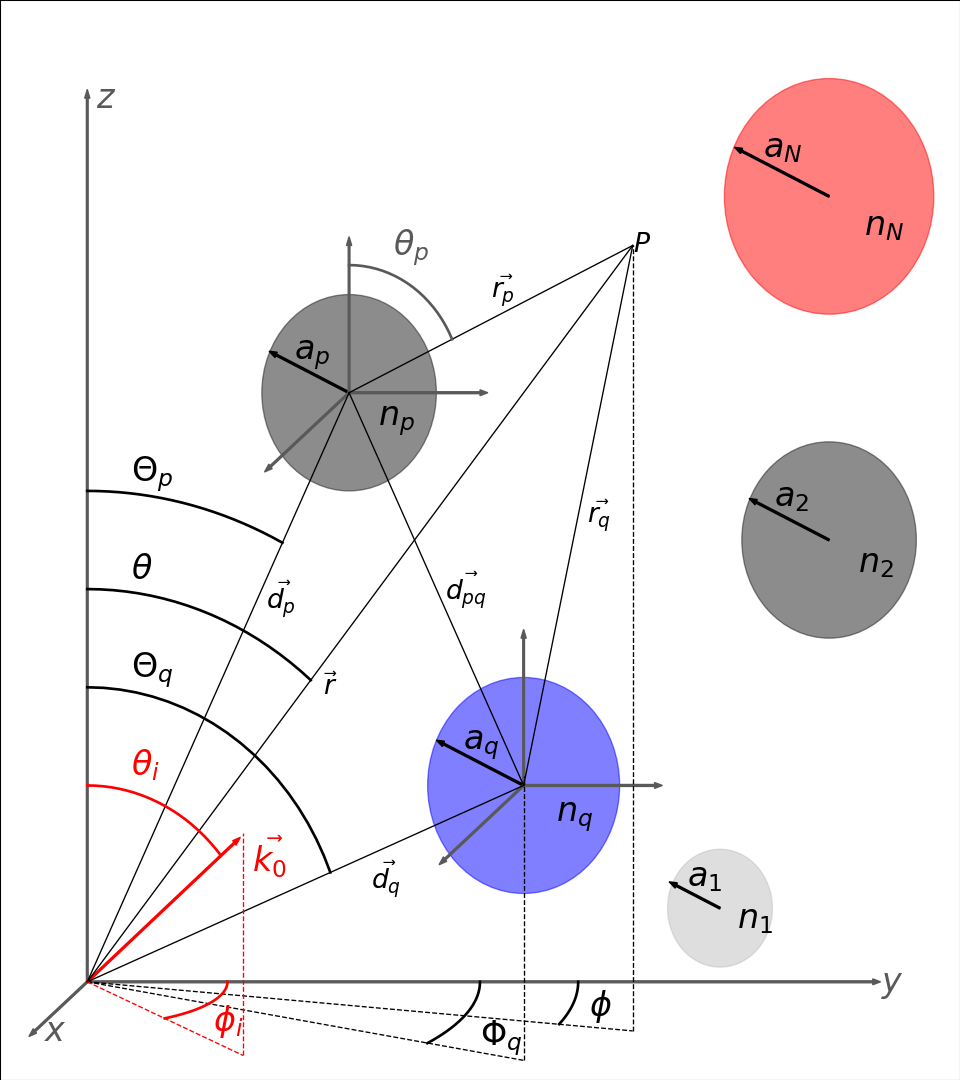 z
a_N
n_N
θ_p
P
r⃗_p
a_p
n_p
Θ_p
a_2
n_2
r⃗_q
θ
d⃗_p
d⃗_pq
Θ_q
r⃗
a_q
θ_i
n_q
k⃗_0
d⃗_q
a_1
n_1
y
x
ϕ_i
Φ_q
ϕ